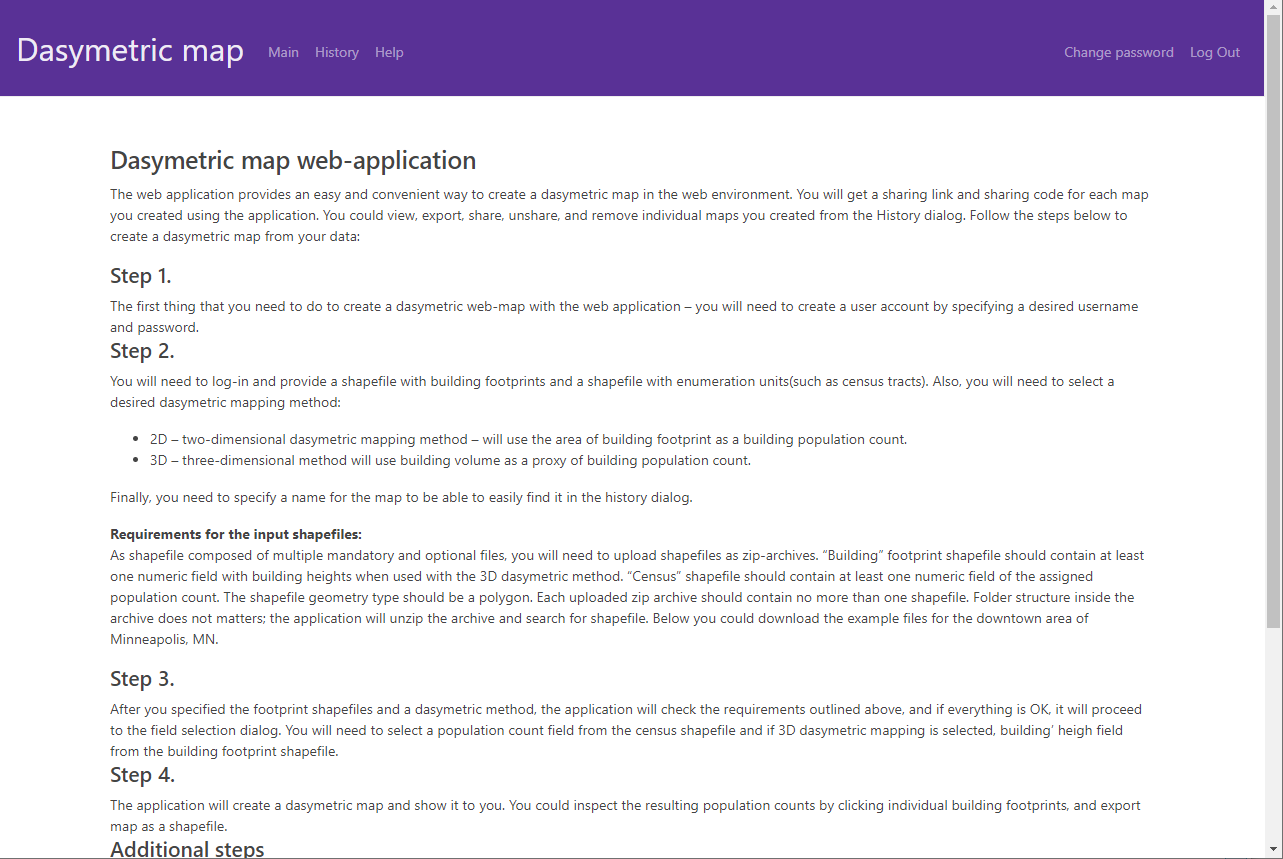 Dasymetric map Main History Help Change password Log Out
Dasymetric map web-application
The web application provides an easy and convenient way to create a dasymetric map in the web environment. You will get a sharing link and sharing code for each map
you created using the application. You could view, export, share, unshare, and remove individual maps you created from the History dialog. Follow the steps below to
create a dasymetric map from your data:
Step 1.
The first thing that you need to do to create a dasymetric web-map with the web application – you will need to create a user account by specifying a desired username
and password.
Step 2.
You will need to log-in and provide a shapefile with building footprints and a shapefile with enumeration units(such as census tracts). Also, you will need to select a
desired dasymetric mapping method:
• 2D – two-dimensional dasymetric mapping method – will use the area of building footprint as a building population count.
• 3D – three-dimensional method will use building volume as a proxy of building population count.
Finally, you need to specify a name for the map to be able to easily find it in the history dialog.
Requirements for the input shapefiles:
As shapefile composed of multiple mandatory and optional files, you will need to upload shapefiles as zip-archives. “Building” footprint shapefile should contain at least
one numeric field with building heights when used with the 3D dasymetric method. “Census” shapefile should contain at least one numeric field of the assigned
population count. The shapefile geometry type should be a polygon. Each uploaded zip archive should contain no more than one shapefile. Folder structure inside the
archive does not matters; the application will unzip the archive and search for shapefile. Below you could download the example files for the downtown area of
Minneapolis, MN.
Step 3.
After you specified the footprint shapefiles and a dasymetric method, the application will check the requirements outlined above, and if everything is OK, it will proceed
to the field selection dialog. You will need to select a population count field from the census shapefile and if 3D dasymetric mapping is selected, building’ heigh field
from the building footprint shapefile.
Step 4.
The application will create a dasymetric map and show it to you. You could inspect the resulting population counts by clicking individual building footprints, and export
map as a shapefile.
Additional steps